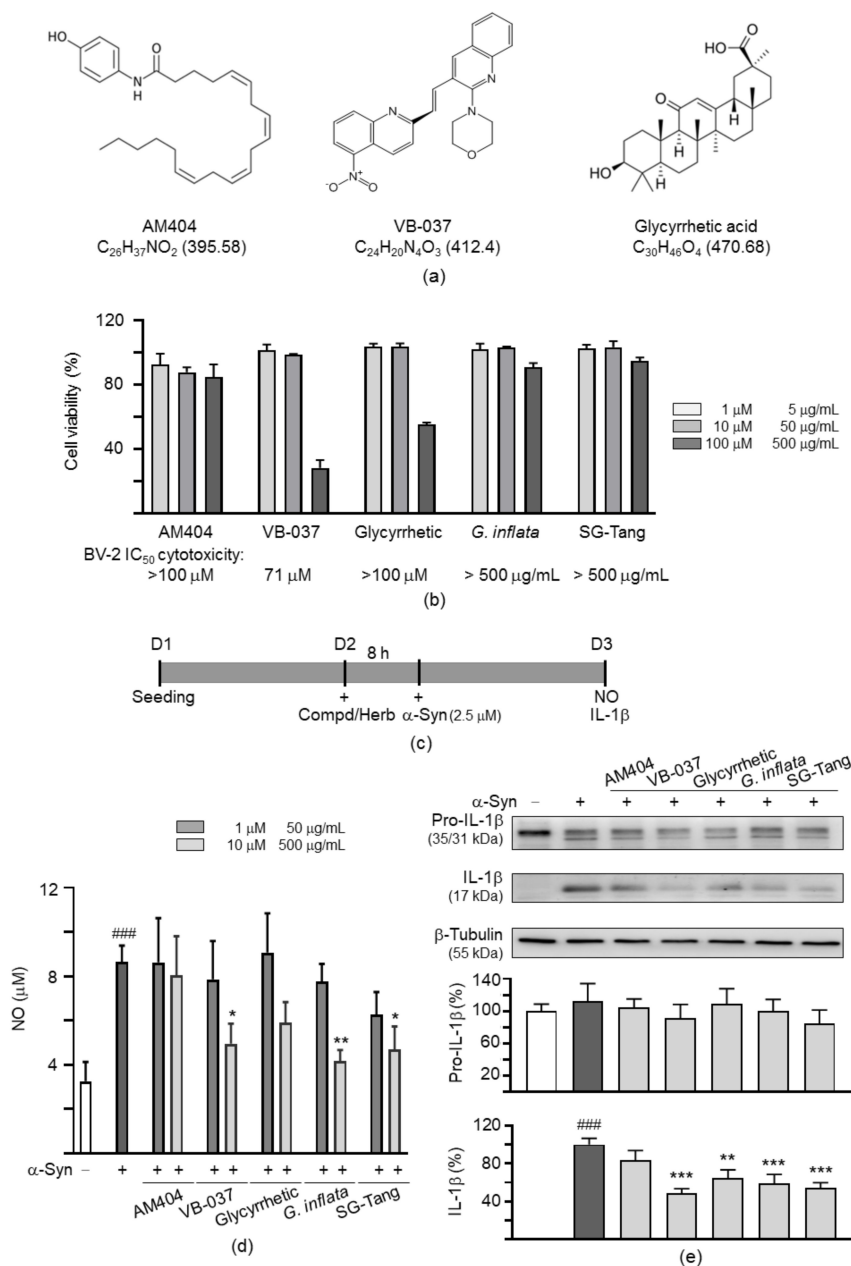 HO
O
N
H
N
N
N
O
N+
-O
O
O
HO
O
H
H
HO
H
AM404
VB-037
Glycyrrhetic acid
C26H37NO2 (395.58)
C24H20N4O3 (412.4)
C30H46O4 (470.68)
(a)
120
80
40
Cell viability (%)
1 μM 5 μg/mL
10 μM 50 μg/mL
100 μM 500 μg/mL
AM404 VB-037 Glycyrrhetic G. inflata SG-Tang
BV-2 IC50 cytotoxicity:
>100 μM 71 μM >100 μM > 500 μg/mL > 500 μg/mL
(b)
D1 D2 8 h D3
Seeding + + NO
Compd/Herb α-Syn (2.5 μM) IL-1β
(c)
1 μM 50 μg/mL
10 μM 500 μg/mL
12
8
4
NO (μM)
###
*
**
*
α-Syn − + + + + + + + + + + +
AM404 VB-037 Glycyrrhetic G. inflata SG-Tang
(d)
AM404 VB-037 Glycyrrhetic G. inflata SG-Tang
α-Syn − + + + + + +
Pro-IL-1β
(35/31 kDa)
IL-1β
(17 kDa)
β-Tubulin
(55 kDa)
140
100
80
60
20
Pro-IL-1β (%)
120
80
40
IL-1β (%)
###
***
**
***
***
(e)